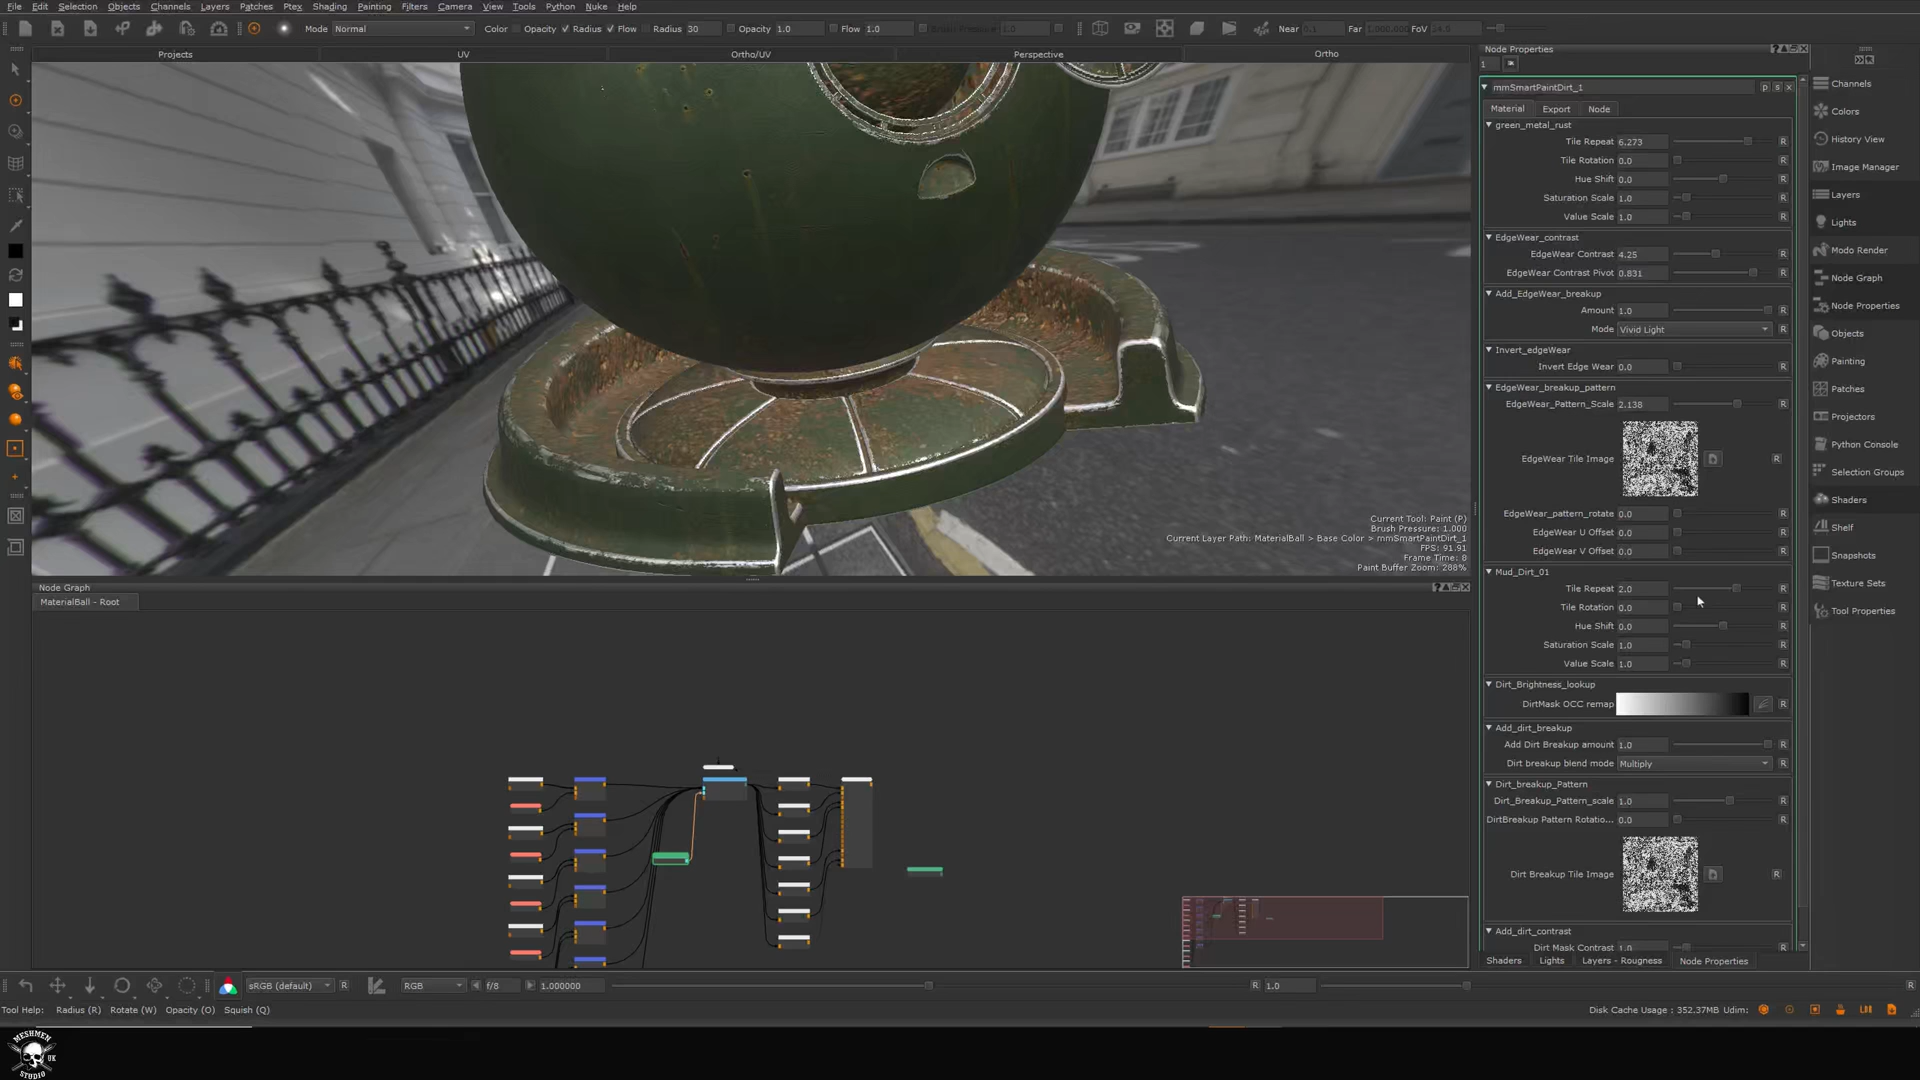 File Edit Selection Objects Channels Layers Patches Ptex Shading Painting Filters Camera View Tools Python Nuke Help
Mode Normal Color Opacity Radius Flow Radius 30 Opacity 1.0 Flow 1.0 Near 0.1 Far FoV
Projects UV Ortho/UV Perspective Ortho
Node Properties
1
mmSmartPaintDirt_1 p s
Material Export Node
green_metal_rust
Tile Repeat 6.273 R
Tile Rotation 0.0 R
Hue Shift 0.0 R
Saturation Scale 1.0 R
Value Scale 1.0 R
EdgeWear_contrast
EdgeWear Contrast 4.25 R
EdgeWear Contrast Pivot 0.831 R
Add_EdgeWear_breakup
Amount 1.0 R
Mode Vivid Light R
Invert_edgeWear
Invert Edge Wear 0.0 R
EdgeWear_breakup_pattern
EdgeWear_Pattern_Scale 2.138 R
EdgeWear Tile Image R
EdgeWear_pattern_rotate 0.0 R
EdgeWear U Offset 0.0 R
EdgeWear V Offset 0.0 R
Mud_Dirt_01
Tile Repeat 2.0 R
Tile Rotation 0.0 R
Hue Shift 0.0 R
Saturation Scale 1.0 R
Value Scale 1.0 R
Dirt_Brightness_lookup
DirtMask OCC remap R
Add_dirt_breakup
Add Dirt Breakup amount 1.0 R
Dirt breakup blend mode Multiply R
Dirt_breakup_Pattern
Dirt_Breakup_Pattern_scale 1.0 R
DirtBreakup Pattern Rotatio... 0.0 R
Dirt Breakup Tile Image R
Add_dirt_contrast
Dirt Mask Contrast 1.0 R
Shaders Lights Layers - Rougness Node Properties
Channels
Colors
History View
Image Manager
Layers
Lights
Modo Render
Node Graph
Node Properties
Objects
Painting
Patches
Projectors
Python Console
Selection Groups
Shaders
Shelf
Snapshots
Texture Sets
Tool Properties
Current Tool: Paint (P)
Brush Pressure: 1.000
Current Layer Path: MaterialBall > Base Color > mmSmartPaintDirt_1
FPS: 91.91
Frame Time: 8
Paint Buffer Zoom: 288%
Node Graph
MaterialBall - Root
sRGB (default) R RGB f/8 1.000000 R 1.0 R
Tool Help: Radius (R) Rotate (W) Opacity (O) Squish (Q)
Disk Cache Usage : 352.37MB Udim:
MESHMEN
UK
STUDIO